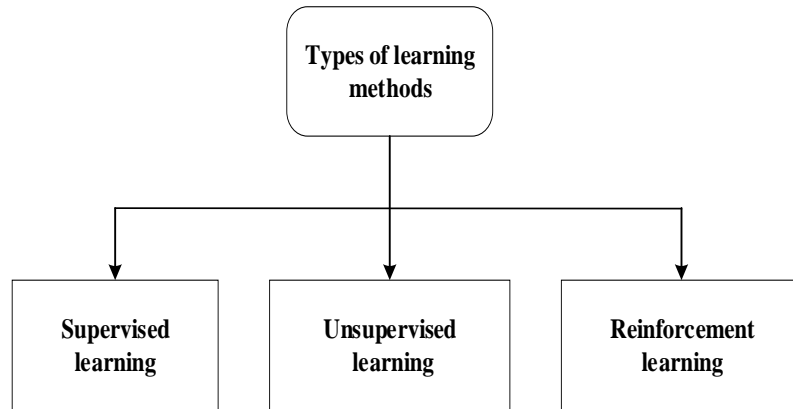 Types of learning
methods
Supervised
learning
Unsupervised
learning
Reinforcement
learning